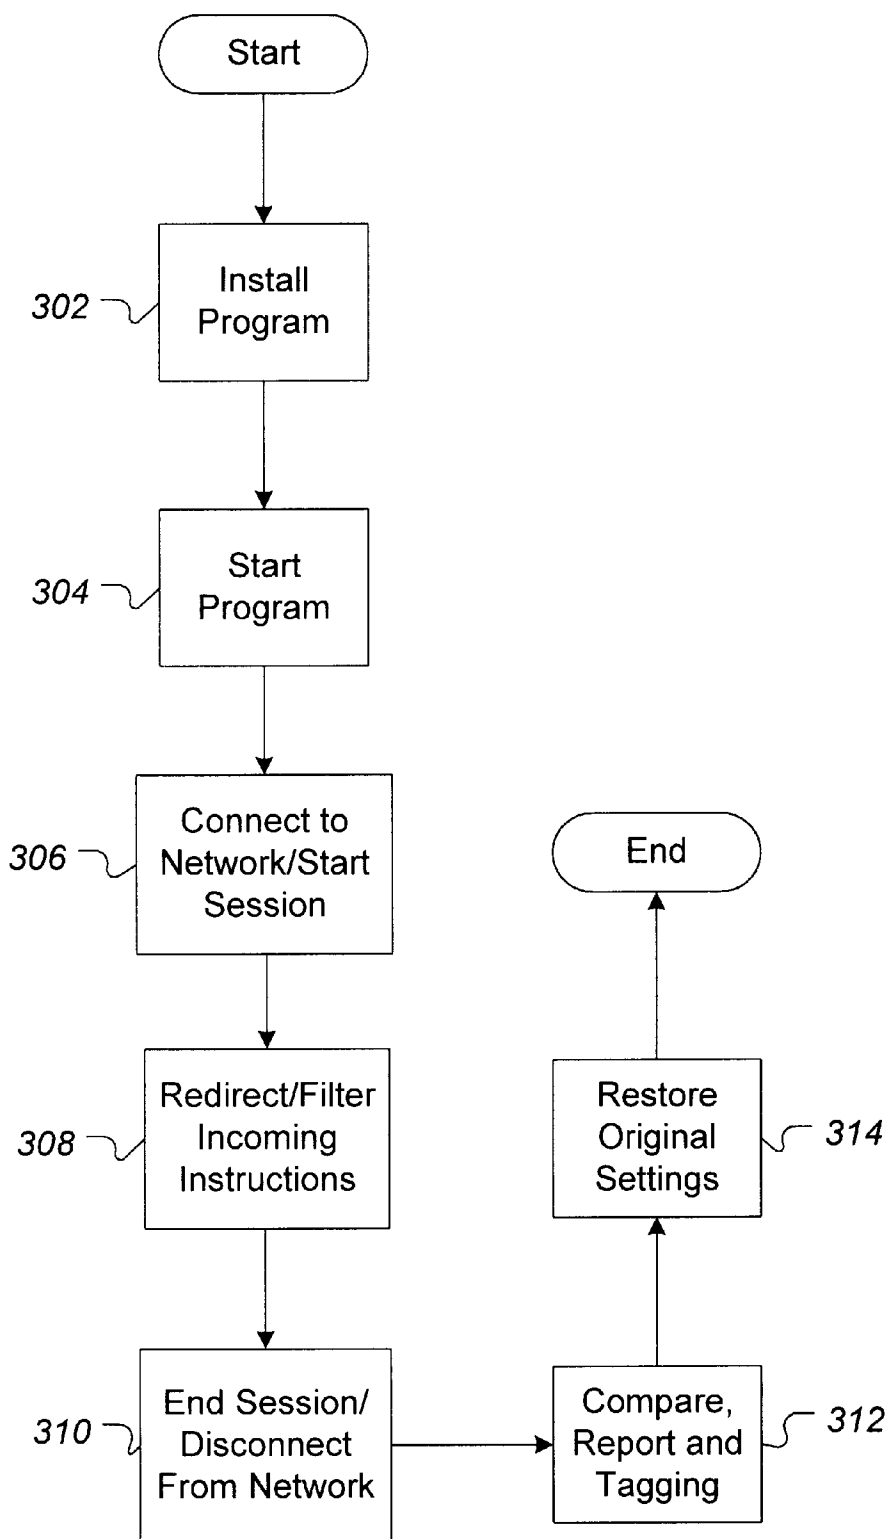 Start
302
Install
Program
304
Start
Program
306
Connect to
Network/Start
Session
308
Redirect/Filter
Incoming
Instructions
310
End Session/
Disconnect
From Network
Compare,
Report and
Tagging
312
Restore
Original
Settings
314
End